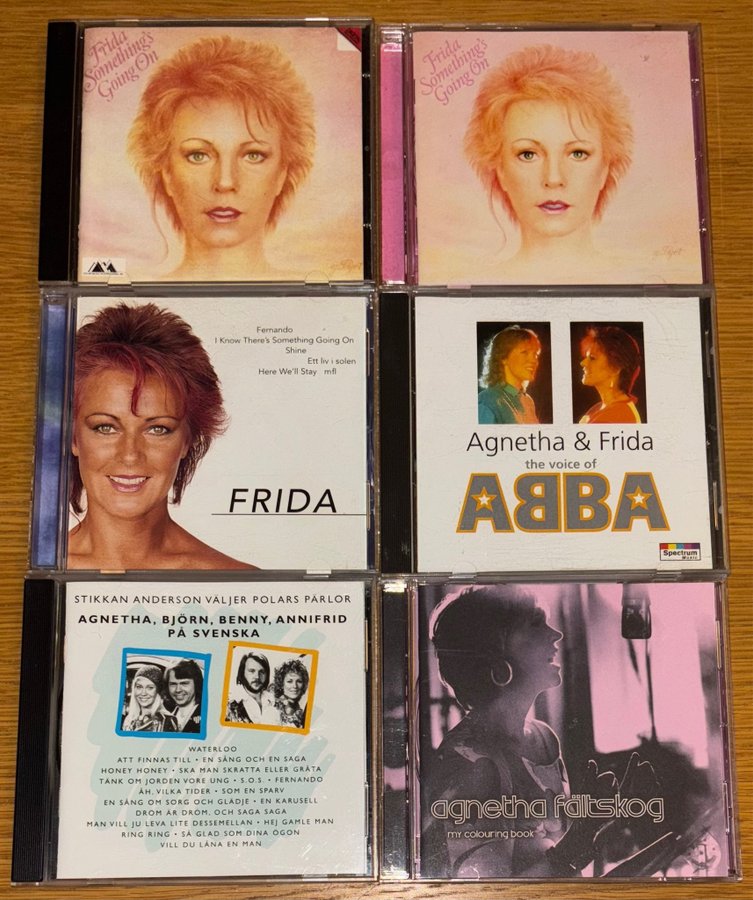 Frida
Something's
Going On
Frida
Something's
Going On
Fernando
I Know There's Something Going On
Shine
Ett liv i solen
Here We'll Stay mfl
FRIDA
Agnetha & Frida
the voice of
ABBA
Spectrum
Music
STIKKAN ANDERSON VÄLJER POLARS PÄRLOR
AGNETHA, BJÖRN, BENNY, ANNIFRID
PÅ SVENSKA
WATERLOO
ATT FINNAS TILL • EN SÅNG OCH EN SAGA
HONEY HONEY • SKA MAN SKRATTA ELLER GRÅTA
TÄNK OM JORDEN VORE UNG • S.O.S. • FERNANDO
ÅH, VILKA TIDER • SOM EN SPARV
EN SÅNG OM SORG OCH GLÄDJE • EN KARUSELL
DRÖM ÄR DRÖM, OCH SAGA SAGA
MAN VILL JU LEVA LITE DESSEMELLAN • HEJ GAMLE MAN
RING RING • SÅ GLAD SOM DINA ÖGON
VILL DU LÅNA EN MAN
agnetha fältskog
my colouring book